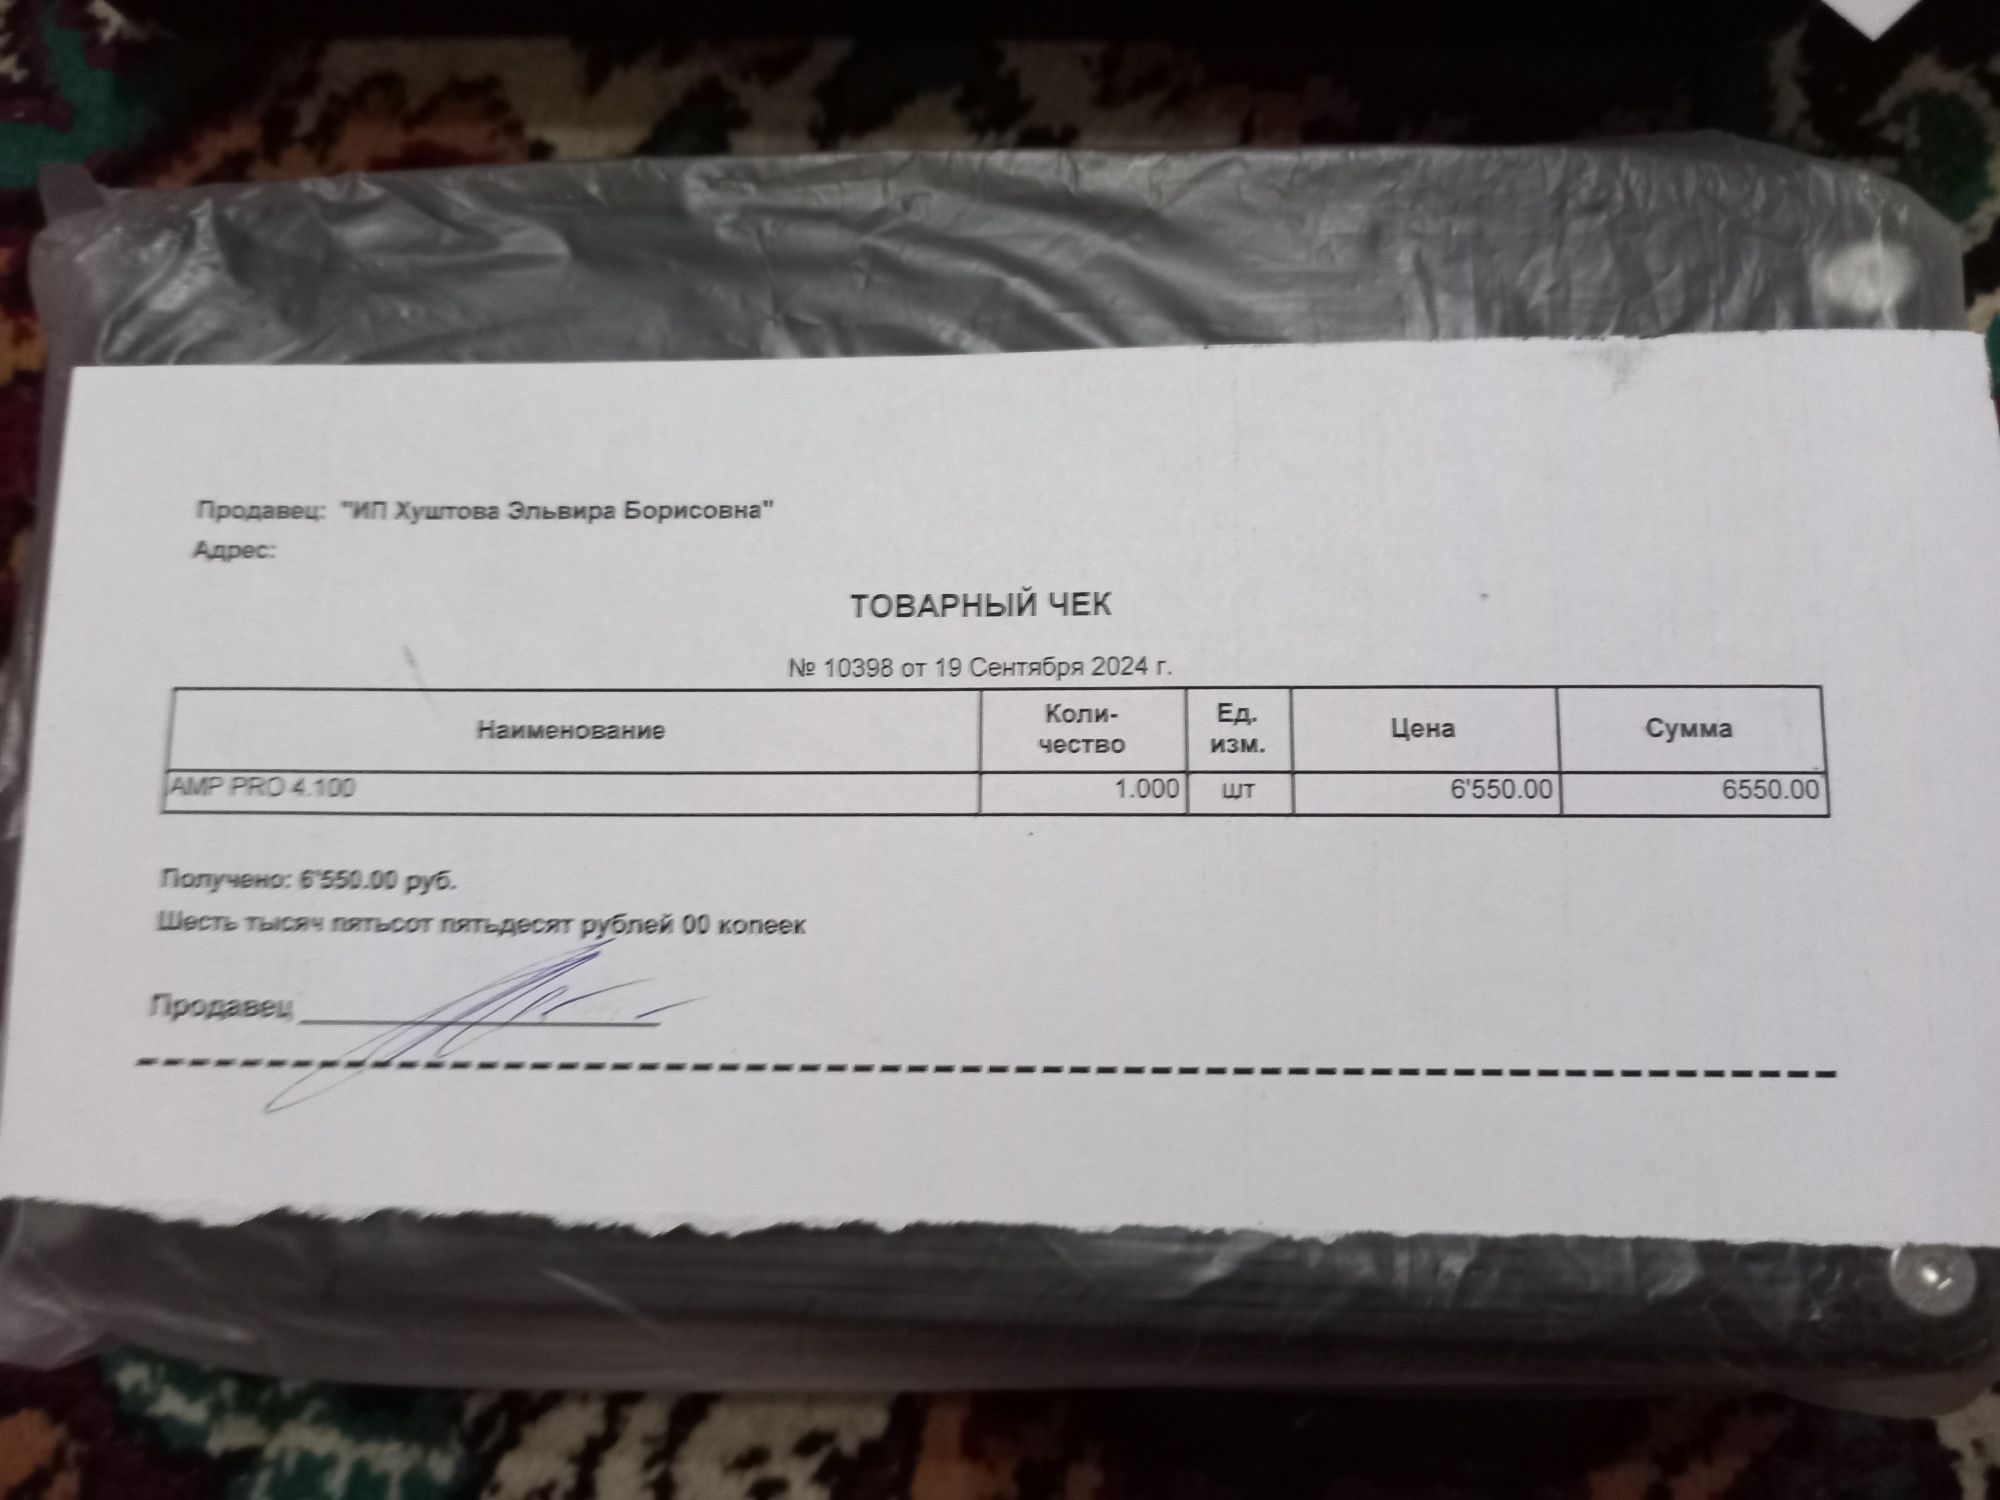 Продавец: "ИП Хуштова Эльвира Борисовна"
Адрес:
ТОВАРНЫЙ ЧЕК
№ 10398 от 19 Сентября 2024 г.
Наименование Коли-чество Ед. изм. Цена Сумма
AMP PRO 4.100 1.000 шт 6'550.00 6550.00
Получено: 6'550.00 руб.
Шесть тысяч пятьсот пятьдесят рублей 00 копеек
Продавец